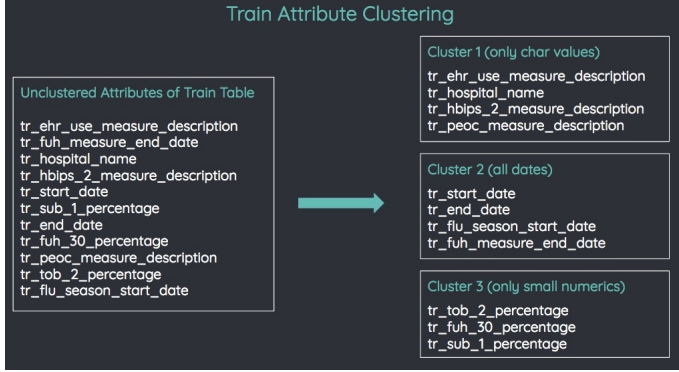 Train Attribute Clustering
Unclustered Attributes of Train Table
tr_ehr_use_measure_description
tr_fuh_measure_end_date
tr_hospital_name
tr_hbips_2_measure_description
tr_start_date
tr_sub_1_percentage
tr_end_date
tr_fuh_30_percentage
tr_peoc_measure_description
tr_tob_2_percentage
tr_flu_season_start_date
Cluster 1 (only char values)
tr_ehr_use_measure_description
tr_hospital_name
tr_hbips_2_measure_description
tr_peoc_measure_description
Cluster 2 (all dates)
tr_start_date
tr_end_date
tr_flu_season_start_date
tr_fuh_measure_end_date
Cluster 3 (only small numerics)
tr_tob_2_percentage
tr_fuh_30_percentage
tr_sub_1_percentage